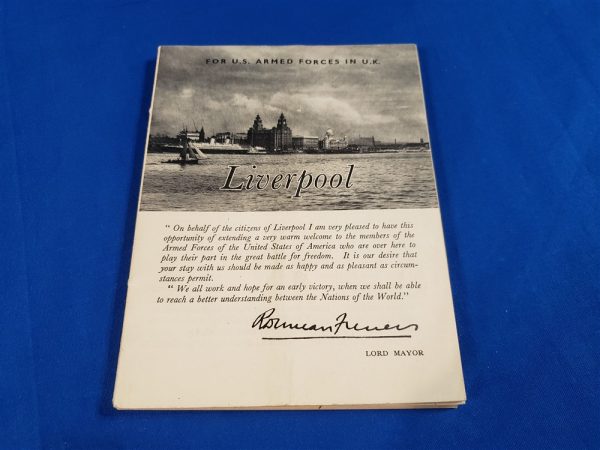 FOR U.S. ARMED FORCES IN U.K.
Liverpool
" On behalf of the citizens of Liverpool I am very pleased to have this
opportunity of extending a very warm welcome to the members of the
Armed Forces of the United States of America who are over here to
play their part in the great battle for freedom. It is our desire that
your stay with us should be made as happy and as pleasant as circum-
stances permit.
" We all work and hope for an early victory, when we shall be able
to reach a better understanding between the Nations of the World."
LORD MAYOR